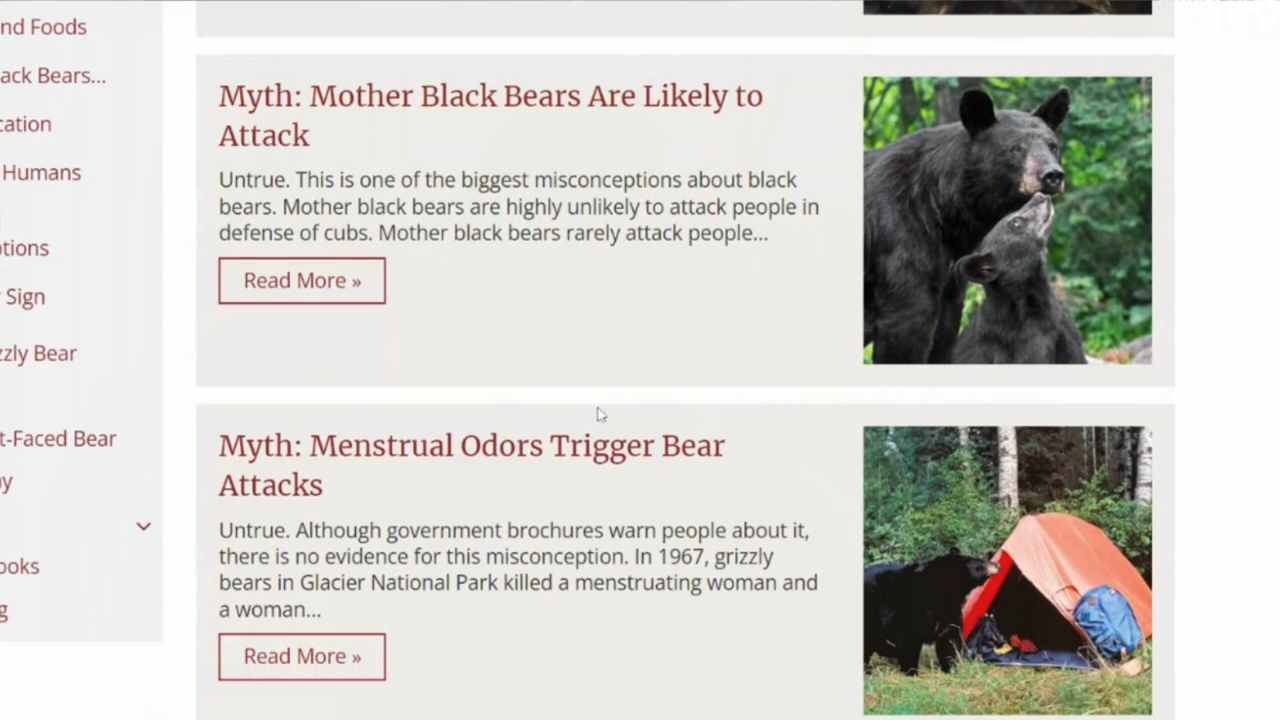 nd Foods
ack Bears...
cation
Humans
otions
Sign
zzly Bear
t-Faced Bear
y
ooks
g
Myth: Mother Black Bears Are Likely to
Attack
Untrue. This is one of the biggest misconceptions about black
bears. Mother black bears are highly unlikely to attack people in
defense of cubs. Mother black bears rarely attack people...
Read More »
Myth: Menstrual Odors Trigger Bear
Attacks
Untrue. Although government brochures warn people about it,
there is no evidence for this misconception. In 1967, grizzly
bears in Glacier National Park killed a menstruating woman and
a woman...
Read More »